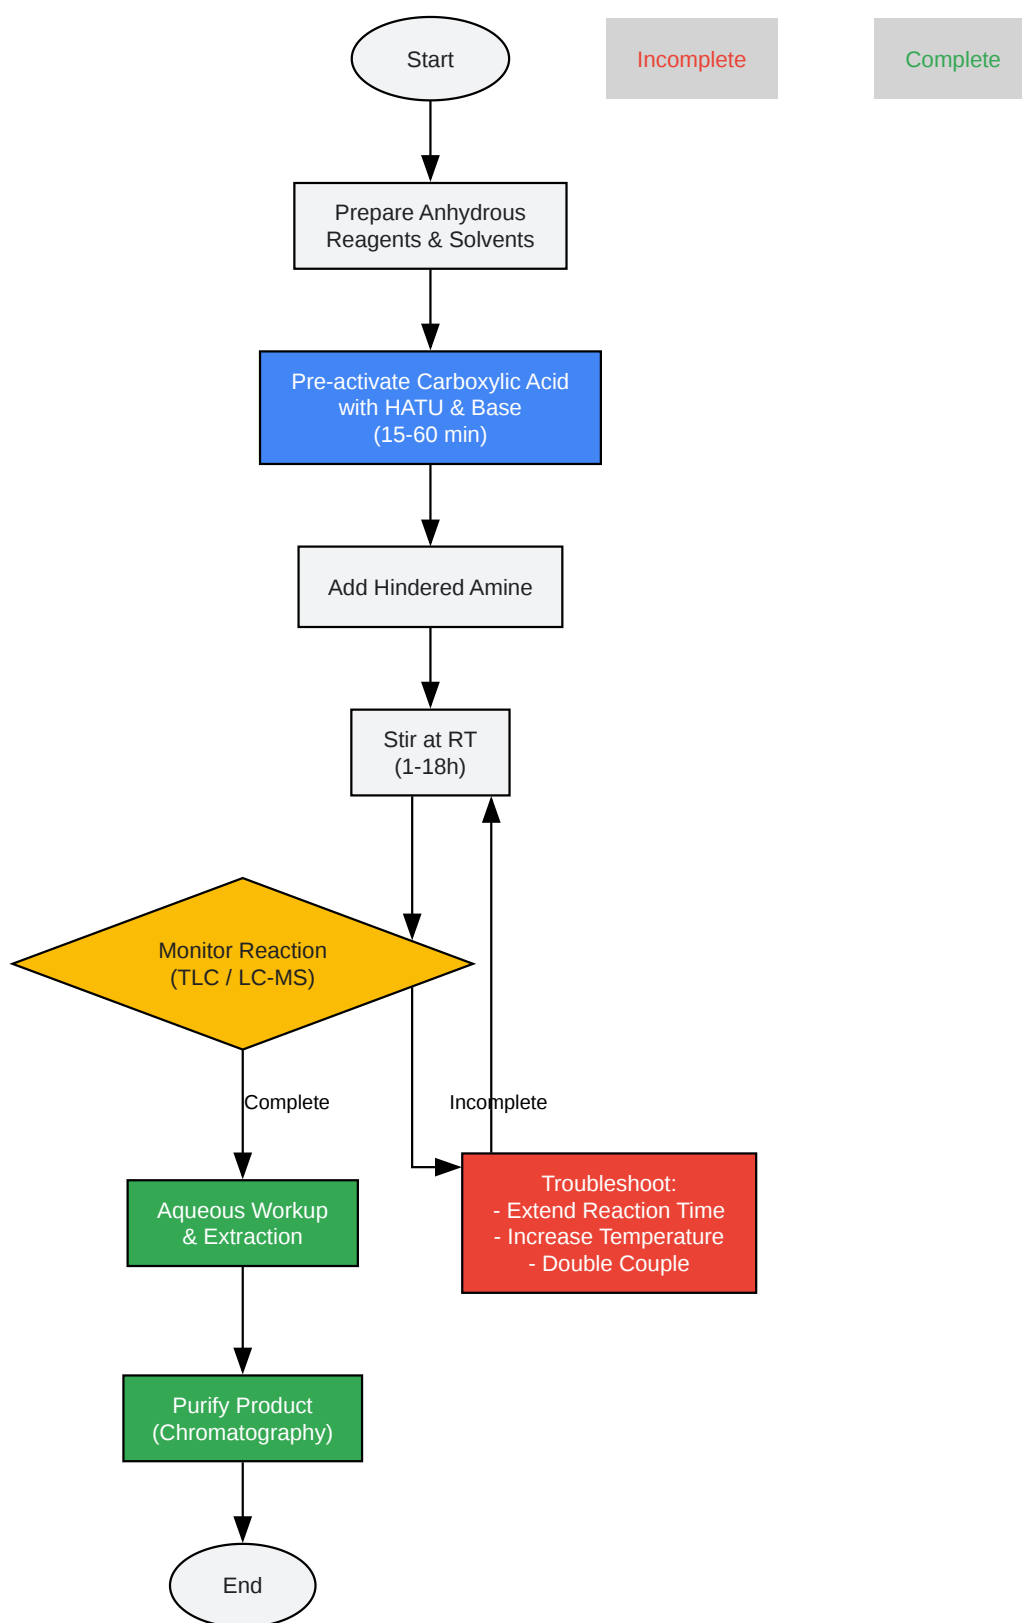 Start
Incomplete
Complete
Prepare Anhydrous
Reagents & Solvents
Pre-activate Carboxylic Acid
with HATU & Base
(15-60 min)
Add Hindered Amine
Stir at RT
(1-18h)
Monitor Reaction
(TLC / LC-MS)
Complete
Incomplete
Troubleshoot:
- Extend Reaction Time
- Increase Temperature
- Double Couple
Aqueous Workup
& Extraction
Purify Product
(Chromatography)
End